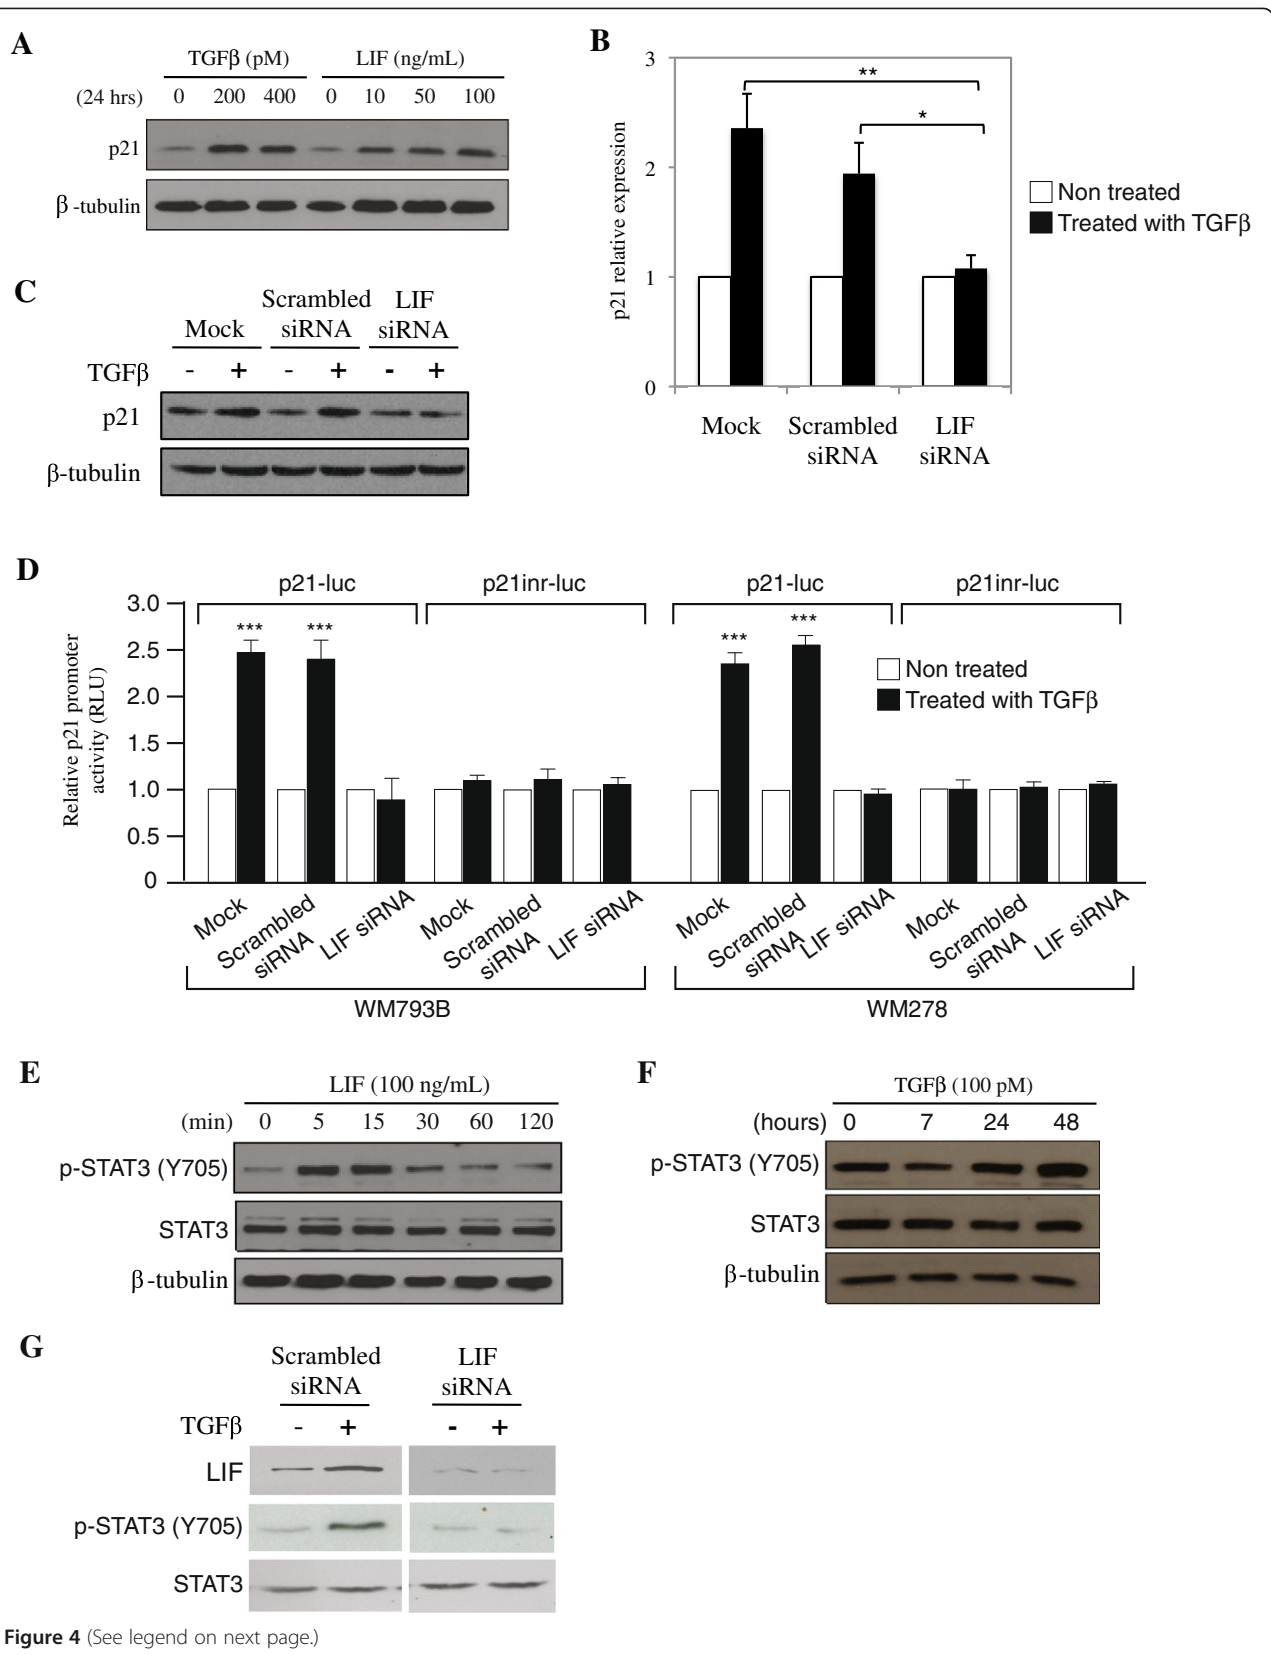 A
TGFβ (pM) LIF (ng/mL)
(24 hrs) 0 200 400 0 10 50 100
p21
β-tubulin
B
3
2
1
0
p21 relative expression
**
*
Non treated
Treated with TGFβ
Mock Scrambled siRNA LIF siRNA
C
Mock Scrambled siRNA LIF siRNA
TGFβ - + - + - +
p21
β-tubulin
D
p21-luc p21inr-luc p21-luc p21inr-luc
3.0
2.5
2.0
1.5
1.0
0.5
0
Relative p21 promoter
activity (RLU)
*** *** *** ***
Non treated
Treated with TGFβ
Mock Scrambled siRNA LIF siRNA Mock Scrambled siRNA LIF siRNA Mock Scrambled siRNA LIF siRNA Mock Scrambled siRNA LIF siRNA
WM793B WM278
E
LIF (100 ng/mL)
(min) 0 5 15 30 60 120
p-STAT3 (Y705)
STAT3
β-tubulin
F
TGFβ (100 pM)
(hours) 0 7 24 48
p-STAT3 (Y705)
STAT3
β-tubulin
G
Scrambled siRNA LIF siRNA
TGFβ - + - +
LIF
p-STAT3 (Y705)
STAT3
Figure 4 (See legend on next page.)